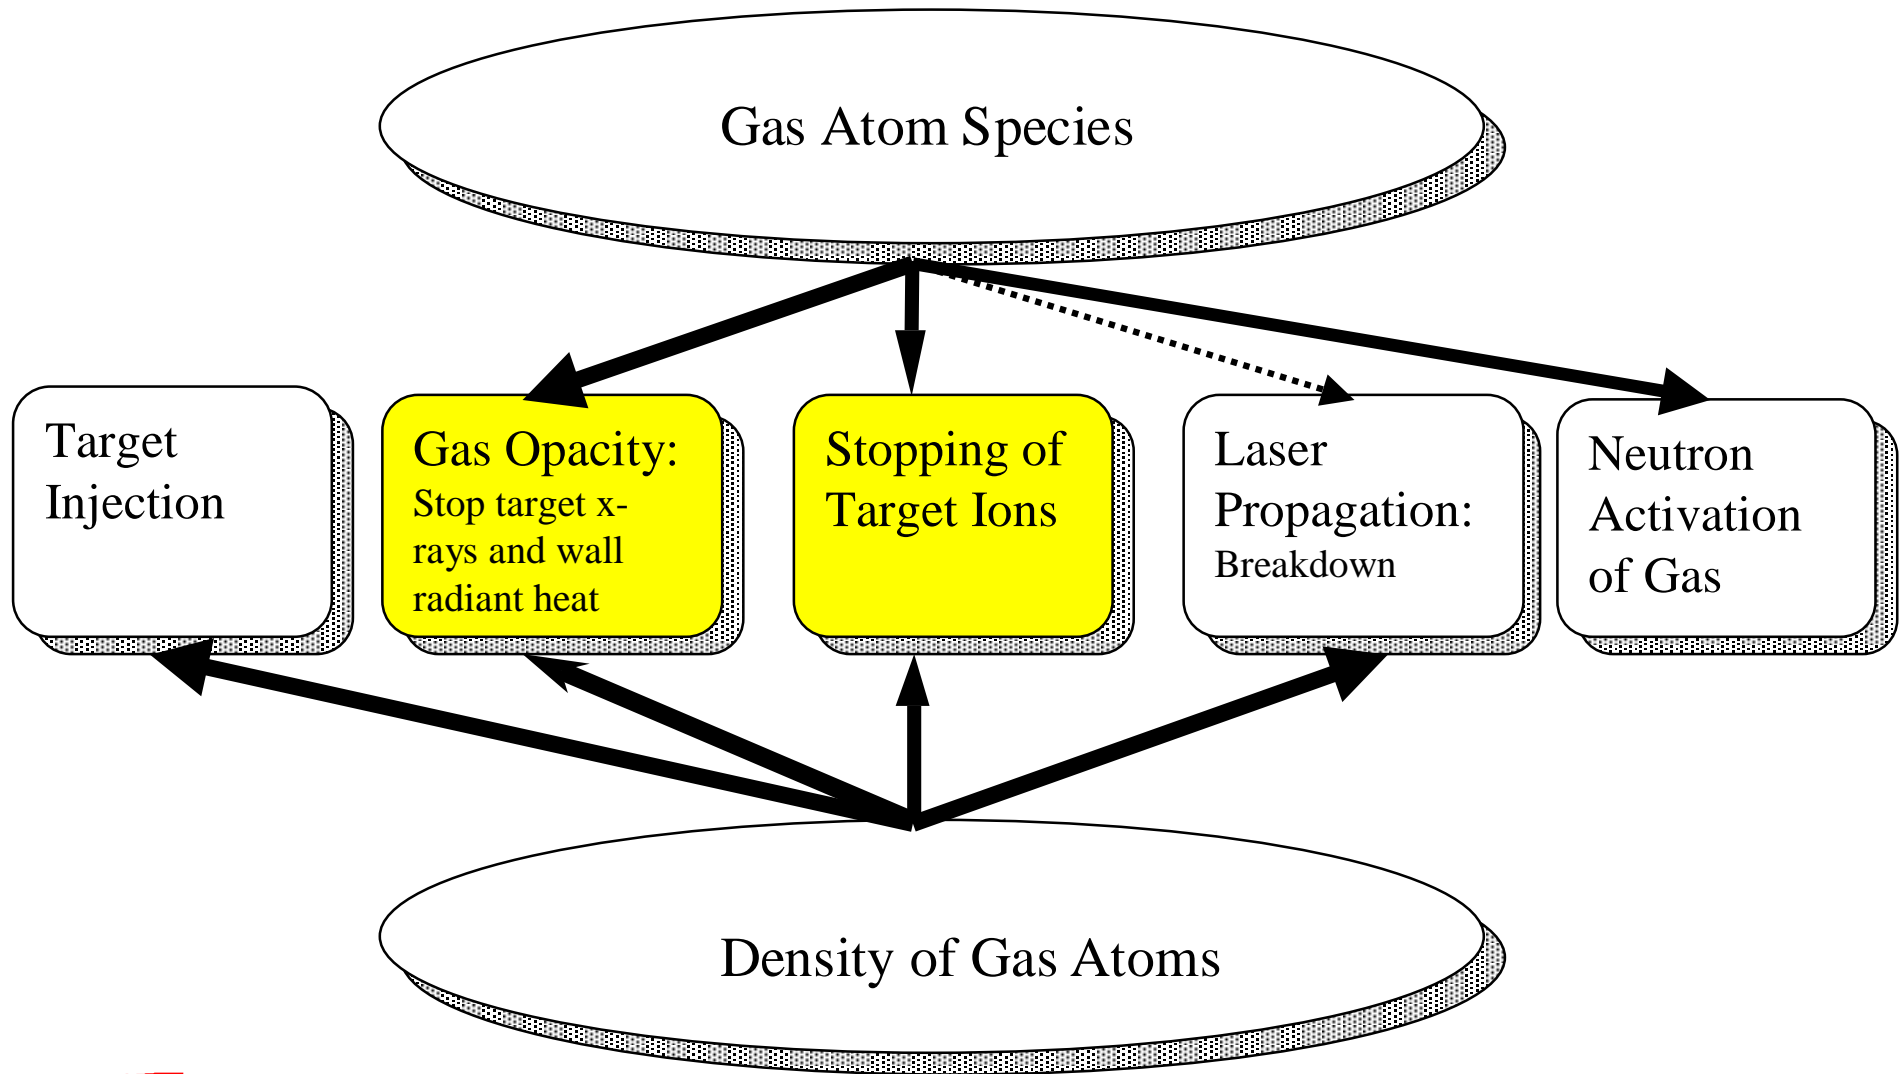 Gas Atom Species
Target
Injection
Gas Opacity:
Stop target x-
rays and wall
radiant heat
Stopping of
Target Ions
Laser
Propagation:
Breakdown
Neutron
Activation
of Gas
Density of Gas Atoms